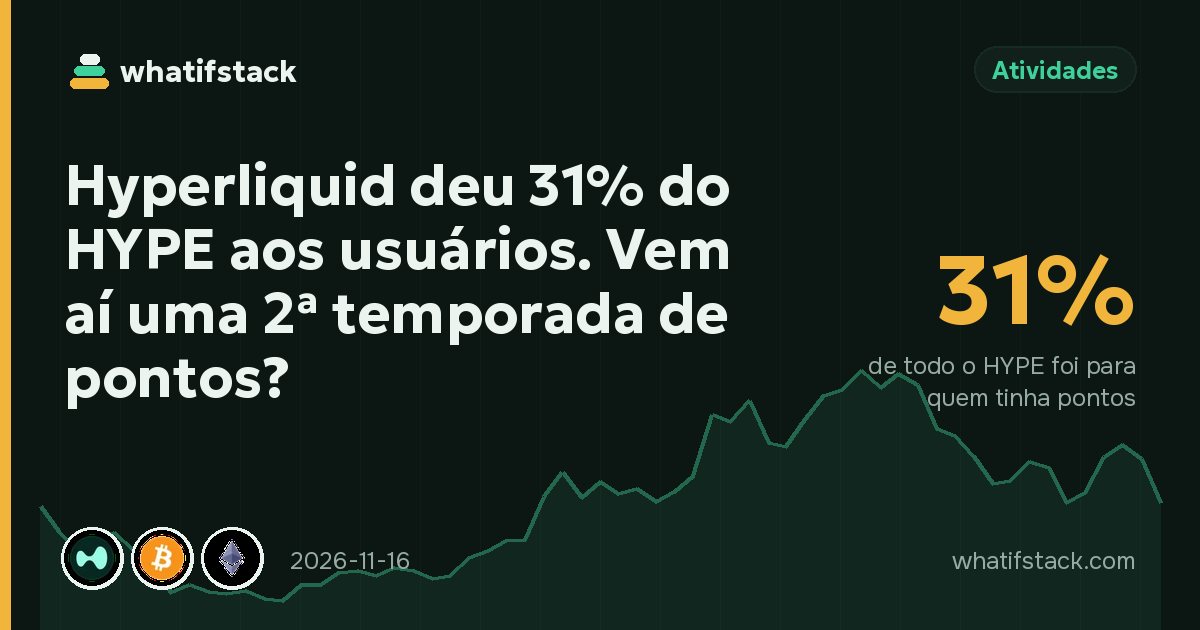 whatifstack
Atividades
Hyperliquid deu 31% do
HYPE aos usuários. Vem
aí uma 2ª temporada de
pontos?
31%
de todo o HYPE foi para
quem tinha pontos
2026-11-16
whatifstack.com